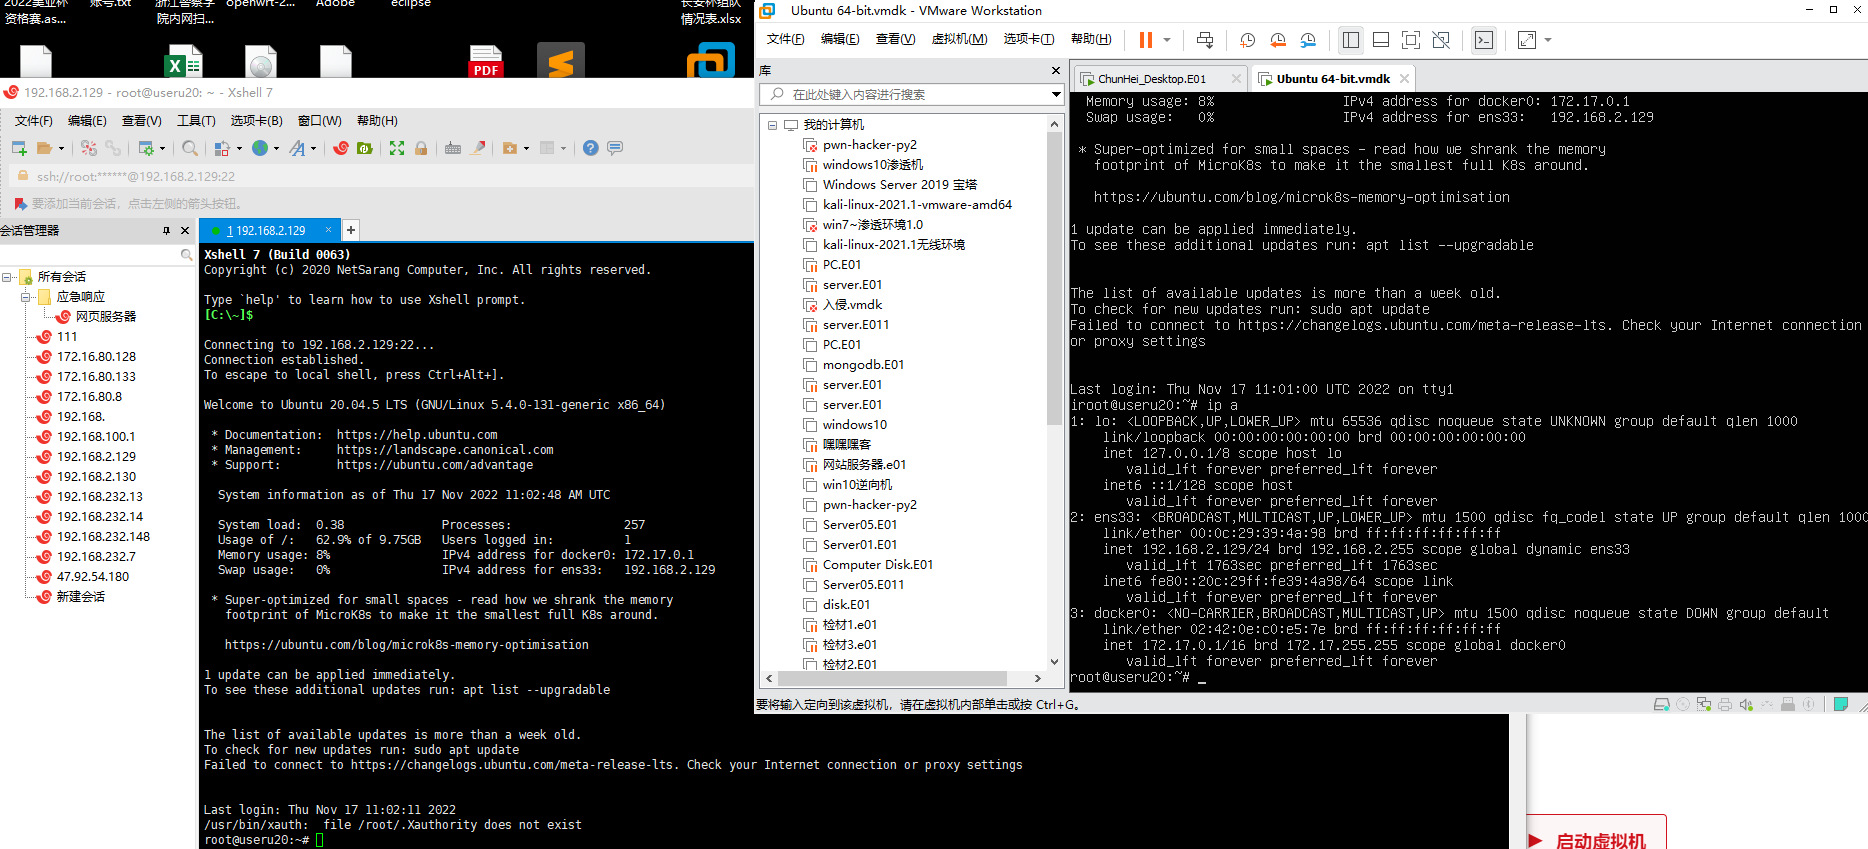 2022美亚杯
资格赛.as...
账号.txt
浙江警察学
院内网扫...
openwrt-2...
Adobe
eclipse
长安杯组队
情况表.xlsx
PDF
192.168.2.129 - root@useru20: ~ - Xshell 7
文件(F) 编辑(E) 查看(V) 工具(T) 选项卡(B) 窗口(W) 帮助(H)
ssh://root:******@192.168.2.129:22
要添加当前会话，点击左侧的箭头按钮。
会话管理器
所有会话
应急响应
网页服务器
111
172.16.80.128
172.16.80.133
172.16.80.8
192.168.
192.168.100.1
192.168.2.129
192.168.2.130
192.168.232.13
192.168.232.14
192.168.232.148
192.168.232.7
47.92.54.180
新建会话
1 192.168.2.129
Xshell 7 (Build 0063)
Copyright (c) 2020 NetSarang Computer, Inc. All rights reserved.
Type `help' to learn how to use Xshell prompt.
[C:\~]$
Connecting to 192.168.2.129:22...
Connection established.
To escape to local shell, press Ctrl+Alt+].
Welcome to Ubuntu 20.04.5 LTS (GNU/Linux 5.4.0-131-generic x86_64)
* Documentation:  https://help.ubuntu.com
* Management:     https://landscape.canonical.com
* Support:        https://ubuntu.com/advantage
System information as of Thu 17 Nov 2022 11:02:48 AM UTC
System load:  0.38              Processes:                257
Usage of /:   62.9% of 9.75GB   Users logged in:          1
Memory usage: 8%                IPv4 address for docker0: 172.17.0.1
Swap usage:   0%                IPv4 address for ens33:   192.168.2.129
* Super-optimized for small spaces - read how we shrank the memory
footprint of MicroK8s to make it the smallest full K8s around.
https://ubuntu.com/blog/microk8s-memory-optimisation
1 update can be applied immediately.
To see these additional updates run: apt list --upgradable
The list of available updates is more than a week old.
To check for new updates run: sudo apt update
Failed to connect to https://changelogs.ubuntu.com/meta-release-lts. Check your Internet connection or proxy settings
Last login: Thu Nov 17 11:02:11 2022
/usr/bin/xauth:  file /root/.Xauthority does not exist
root@useru20:~#
Ubuntu 64-bit.vmdk - VMware Workstation
文件(F) 编辑(E) 查看(V) 虚拟机(M) 选项卡(T) 帮助(H)
库
在此处键入内容进行搜索
我的计算机
pwn-hacker-py2
windows10渗透机
Windows Server 2019 宝塔
kali-linux-2021.1-vmware-amd64
win7~渗透环境1.0
kali-linux-2021.1无线环境
PC.E01
server.E01
入侵.vmdk
server.E011
PC.E01
mongodb.E01
server.E01
server.E01
windows10
嘿嘿嘿客
网站服务器.e01
win10逆向机
pwn-hacker-py2
Server05.E01
Server01.E01
Computer Disk.E01
Server05.E011
disk.E01
检材1.e01
检材3.e01
检材2.E01
ChunHei_Desktop.E01
Ubuntu 64-bit.vmdk
Memory usage: 8%                IPv4 address for docker0: 172.17.0.1
Swap usage:   0%                IPv4 address for ens33:   192.168.2.129
* Super-optimized for small spaces - read how we shrank the memory
footprint of MicroK8s to make it the smallest full K8s around.
https://ubuntu.com/blog/microk8s-memory-optimisation
1 update can be applied immediately.
To see these additional updates run: apt list --upgradable
The list of available updates is more than a week old.
To check for new updates run: sudo apt update
Failed to connect to https://changelogs.ubuntu.com/meta-release-lts. Check your Internet connection
or proxy settings
Last login: Thu Nov 17 11:01:00 UTC 2022 on tty1
iroot@useru20:~# ip a
1: lo: <LOOPBACK,UP,LOWER_UP> mtu 65536 qdisc noqueue state UNKNOWN group default qlen 1000
link/loopback 00:00:00:00:00:00 brd 00:00:00:00:00:00
inet 127.0.0.1/8 scope host lo
valid_lft forever preferred_lft forever
inet6 ::1/128 scope host
valid_lft forever preferred_lft forever
2: ens33: <BROADCAST,MULTICAST,UP,LOWER_UP> mtu 1500 qdisc fq_codel state UP group default qlen 1000
link/ether 00:0c:29:39:4a:98 brd ff:ff:ff:ff:ff:ff
inet 192.168.2.129/24 brd 192.168.2.255 scope global dynamic ens33
valid_lft 1763sec preferred_lft 1763sec
inet6 fe80::20c:29ff:fe39:4a98/64 scope link
valid_lft forever preferred_lft forever
3: docker0: <NO-CARRIER,BROADCAST,MULTICAST,UP> mtu 1500 qdisc noqueue state DOWN group default
link/ether 02:42:0e:c0:e5:7e brd ff:ff:ff:ff:ff:ff
inet 172.17.0.1/16 brd 172.17.255.255 scope global docker0
valid_lft forever preferred_lft forever
root@useru20:~# _
要将输入定向到该虚拟机，请在虚拟机内部单击或按 Ctrl+G。
启动虚拟机